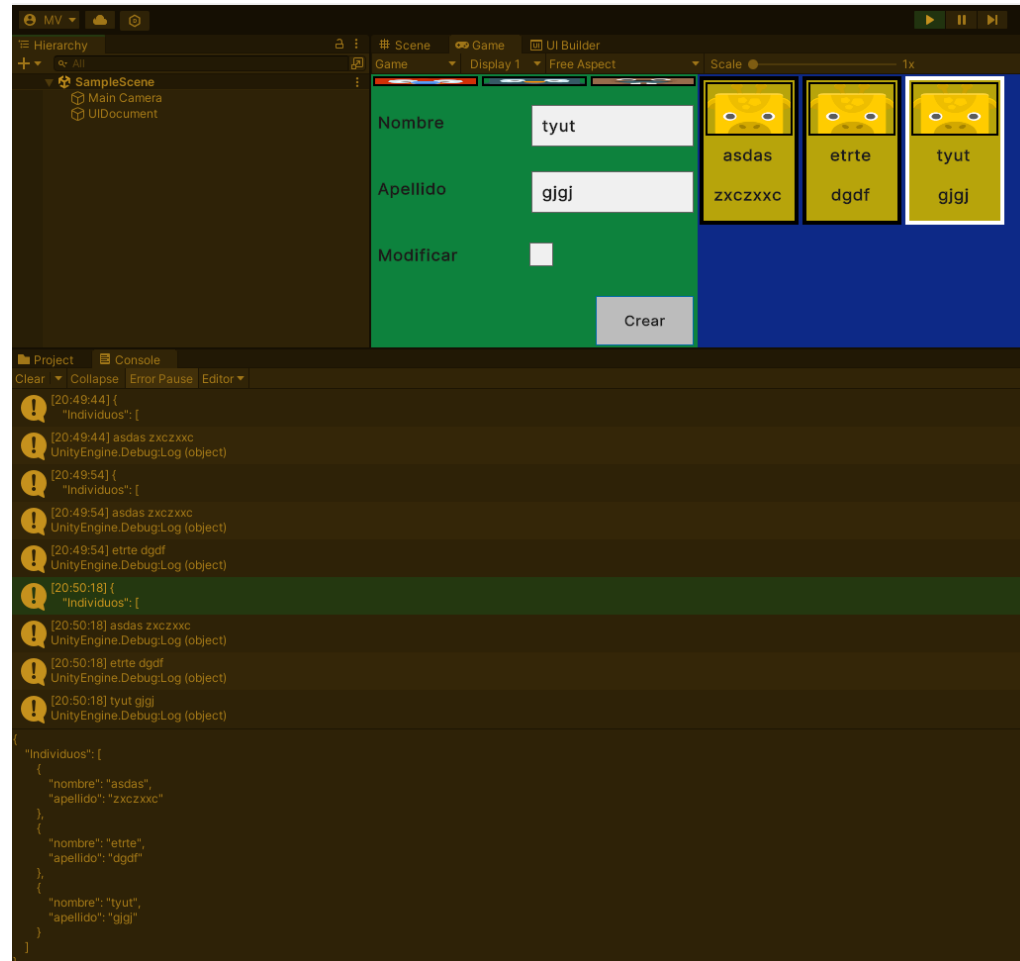 MV
Hierarchy
All
SampleScene
Main Camera
UIDocument
Scene
Game
UI Builder
Game
Display 1
Free Aspect
Scale
1x
Nombre
tyut
Apellido
gjgj
Modificar
Crear
asdas
etrte
tyut
zxczxxc
dgdf
gjgj
Project
Console
Clear
Collapse
Error Pause
Editor
[20:49:44] {
"Individuos": [
[20:49:44] asdas zxczxxc
UnityEngine.Debug:Log (object)
[20:49:54] {
"Individuos": [
[20:49:54] asdas zxczxxc
UnityEngine.Debug:Log (object)
[20:49:54] etrte dgdf
UnityEngine.Debug:Log (object)
[20:50:18] {
"Individuos": [
[20:50:18] asdas zxczxxc
UnityEngine.Debug:Log (object)
[20:50:18] etrte dgdf
UnityEngine.Debug:Log (object)
[20:50:18] tyut gjgj
UnityEngine.Debug:Log (object)
{
"Individuos": [
{
"nombre": "asdas",
"apellido": "zxczxxc"
},
{
"nombre": "etrte",
"apellido": "dgdf"
},
{
"nombre": "tyut",
"apellido": "gjgj"
}
]
}